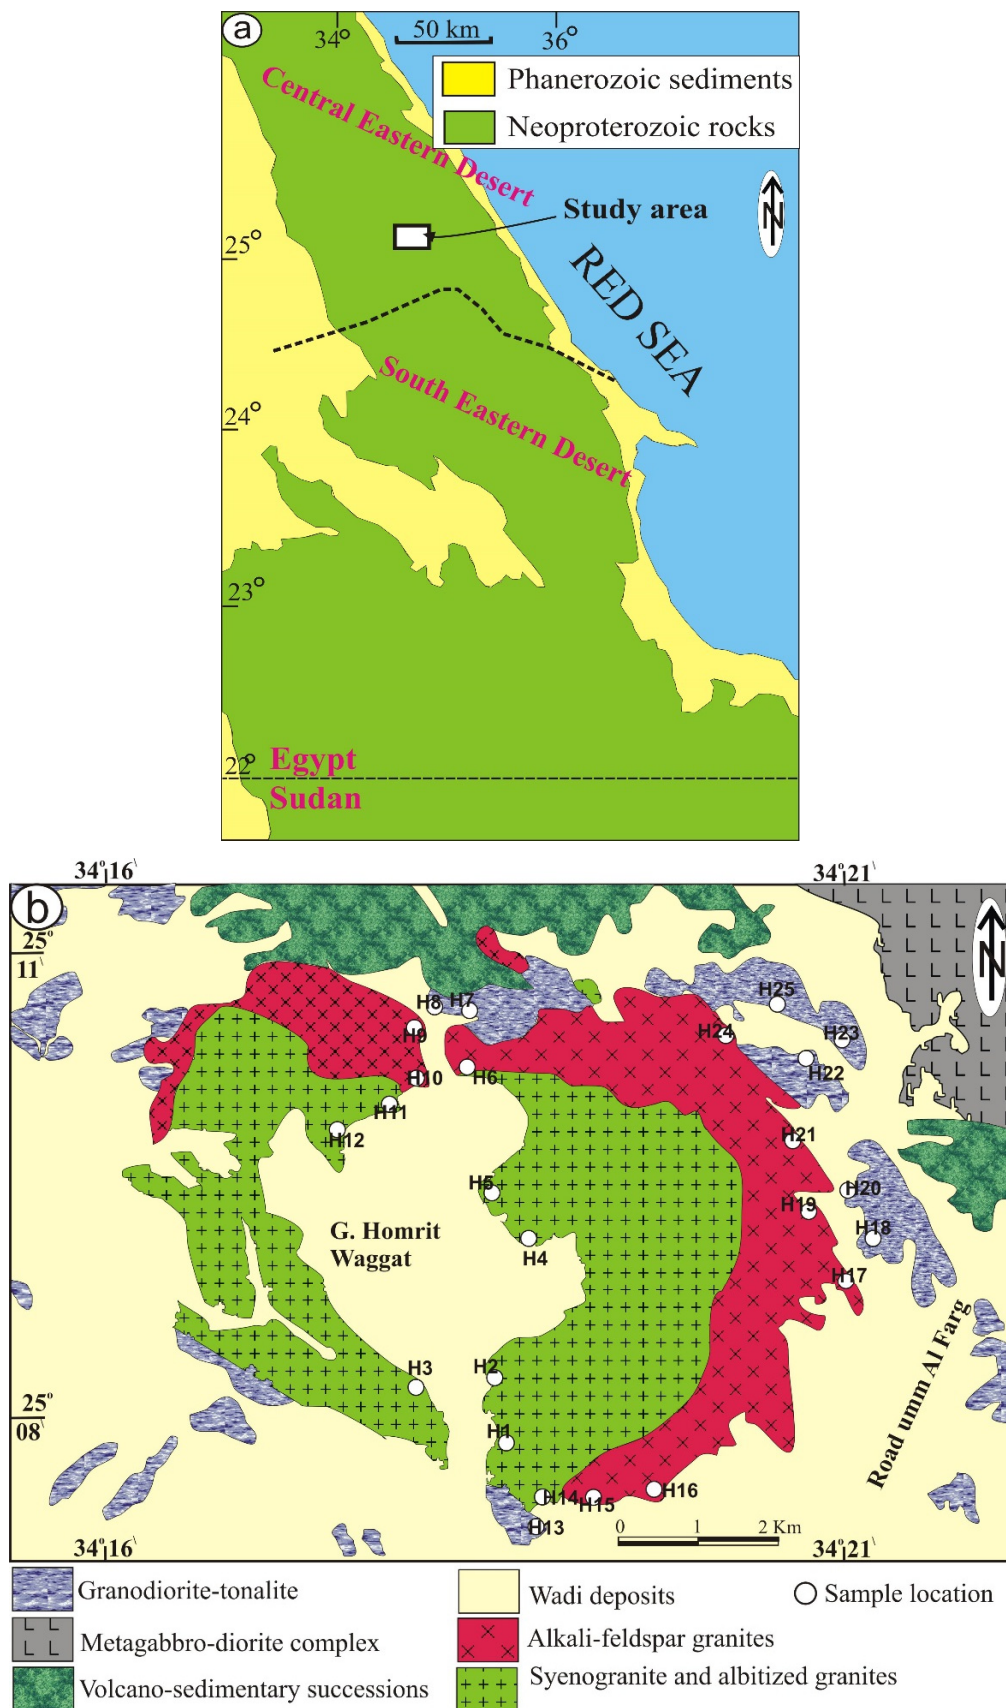 a
34°
50 km
36°
Phanerozoic sediments
Neoproterozoic rocks
Central Eastern Desert
N
Study area
25°
RED SEA
South Eastern Desert
24°
23°
22°
Egypt
Sudan
34°16\
34°21\
b
25°
11\
N
H8
H7
H25
H9
H24
H23
H10
H6
H22
H11
H12
H21
H5
H20
H19
G. Homrit
Waggat
H4
H18
H17
H3
H2
25°
08\
H1
Road umm Al Farg
H14
H15
H16
H13
0 1 2 Km
34°16\
34°21\
Granodiorite-tonalite
Wadi deposits
Sample location
Metagabbro-diorite complex
Alkali-feldspar granites
Volcano-sedimentary successions
Syenogranite and albitized granites